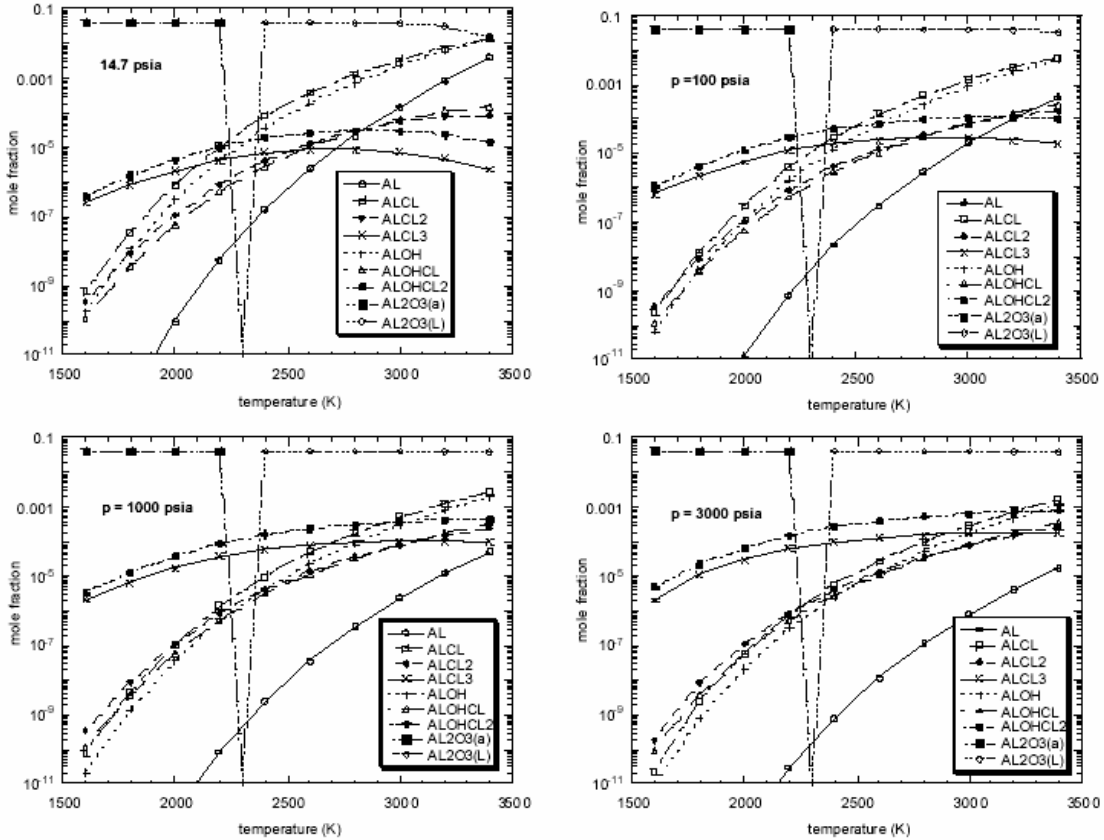 0.1
0.001
10-5
10-7
10-9
10-11
mole fraction
14.7 psia
AL
ALCL
ALCL2
ALCL3
ALOH
ALOHCL
ALOHCL2
AL2O3(a)
AL2O3(L)
1500 2000 2500 3000 3500
temperature (K)
0.1
0.001
10-5
10-7
10-9
10-11
mole fraction
p =100 psia
AL
ALCL
ALCL2
ALCL3
ALOH
ALOHCL
ALOHCL2
AL2O3(a)
AL2O3(L)
1500 2000 2500 3000 3500
temperature (K)
0.1
0.001
10-5
10-7
10-9
10-11
mole fraction
p = 1000 psia
AL
ALCL
ALCL2
ALCL3
ALOH
ALOHCL
ALOHCL2
AL2O3(a)
AL2O3(L)
1500 2000 2500 3000 3500
temperature (K)
0.1
0.001
10-5
10-7
10-9
10-11
mole fraction
p = 3000 psia
AL
ALCL
ALCL2
ALCL3
ALOH
ALOHCL
ALOHCL2
AL2O3(a)
AL2O3(L)
1500 2000 2500 3000 3500
temperature (K)